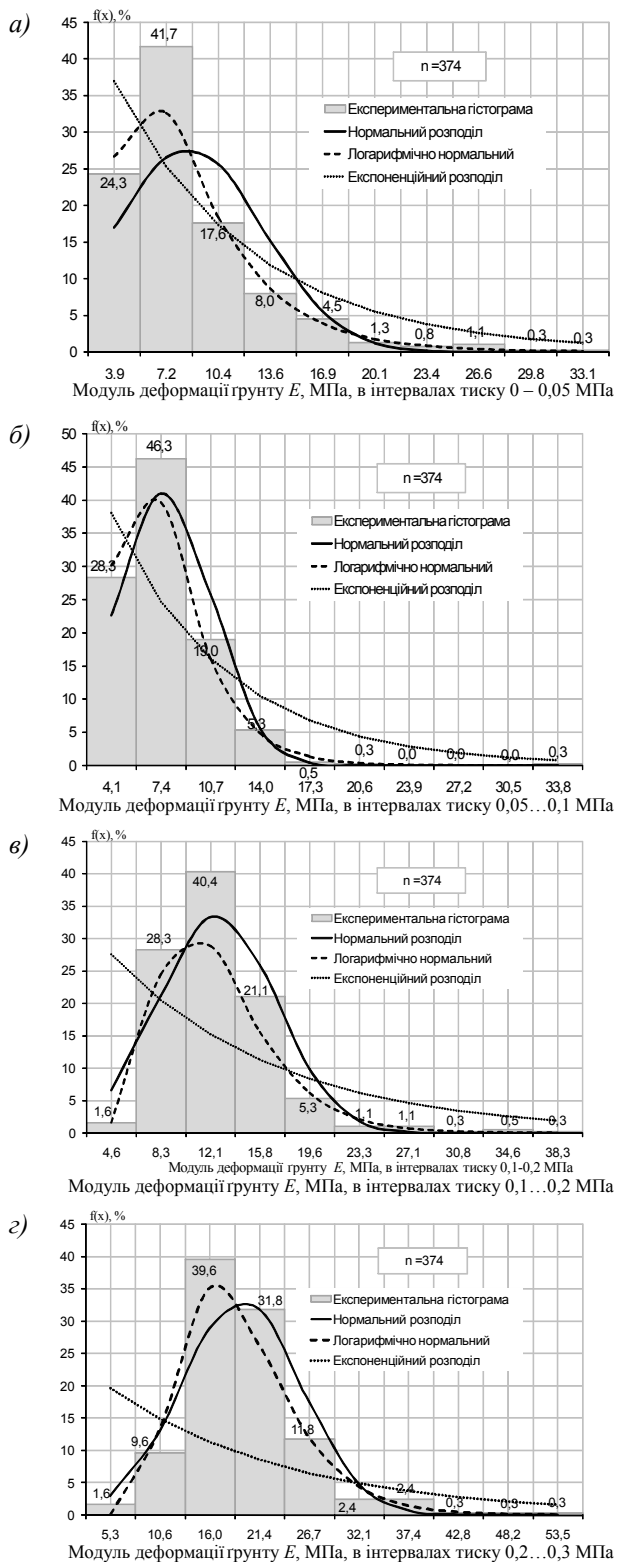 а)
f(x), %
45
40
35
30
25
20
15
10
5
0
n =374
Експериментальна гістограма
Нормальний розподіл
Логарифмічно нормальний
Експоненційний розподіл
24,3
41,7
17,6
8,0
4,5
1,3
0,8
1,1
0,3
0,3
3.9 7.2 10.4 13.6 16.9 20.1 23.4 26.6 29.8 33.1
Модуль деформації ґрунту E, МПа, в інтервалах тиску 0 – 0,05 МПа
б)
f(x), %
50
45
40
35
30
25
20
15
10
5
0
n =374
Експериментальна гістограма
Нормальний розподіл
Логарифмічно нормальний
Експоненційний розподіл
28,3
46,3
19,0
5,3
0,5
0,3
0,0
0,0
0,0
0,3
4,1 7,4 10,7 14,0 17,3 20,6 23,9 27,2 30,5 33,8
Модуль деформації ґрунту E, МПа, в інтервалах тиску 0,05…0,1 МПа
в)
f(x), %
45
40
35
30
25
20
15
10
5
0
n =374
Експериментальна гістограма
Нормальний розподіл
Логарифмічно нормальний
Експоненційний розподіл
1,6
28,3
40,4
21,1
5,3
1,1
1,1
0,3
0,5
0,3
4,6 8,3 12,1 15,8 19,6 23,3 27,1 30,8 34,6 38,3
Модуль деформації ґрунту E, МПа, в інтервалах тиску 0,1-0,2 МПа
Модуль деформації ґрунту E, МПа, в інтервалах тиску 0,1…0,2 МПа
г)
f(x), %
45
40
35
30
25
20
15
10
5
0
n =374
Експериментальна гістограма
Нормальний розподіл
Логарифмічно нормальний
Експоненційний розподіл
1,6
9,6
39,6
31,8
11,8
2,4
2,4
0,3
0,3
0,3
5,3 10,6 16,0 21,4 26,7 32,1 37,4 42,8 48,2 53,5
Модуль деформації ґрунту E, МПа, в інтервалах тиску 0,2…0,3 МПа